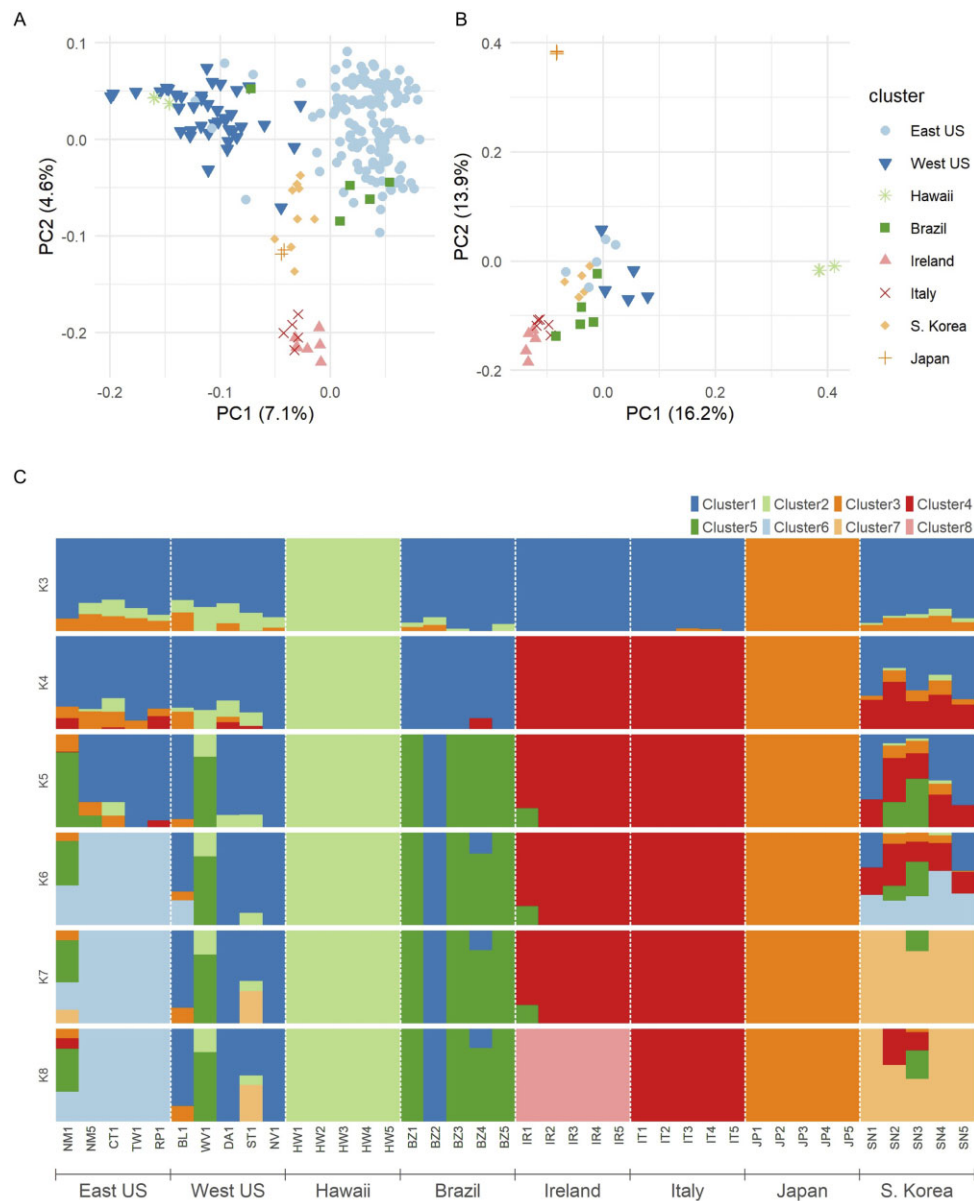 A
B
0.1
0.0
-0.1
-0.2
PC2 (4.6%)
-0.2 -0.1 0.0
PC1 (7.1%)
0.4
0.2
0.0
-0.2
PC2 (13.9%)
0.0 0.2 0.4
PC1 (16.2%)
cluster
East US
West US
Hawaii
Brazil
Ireland
Italy
S. Korea
Japan
C
Cluster1 Cluster2 Cluster3 Cluster4
Cluster5 Cluster6 Cluster7 Cluster8
K3
K4
K5
K6
K7
K8
NM1 NM5 CT1 TW1 RP1 BL1 WV1 DA1 ST1 NV1 HW1 HW2 HW3 HW4 HW5 BZ1 BZ2 BZ3 BZ4 BZ5 IR1 IR2 IR3 IR4 IR5 IT1 IT2 IT3 IT4 IT5 JP1 JP2 JP3 JP4 JP5 SN1 SN2 SN3 SN4 SN5
East US West US Hawaii Brazil Ireland Italy Japan S. Korea